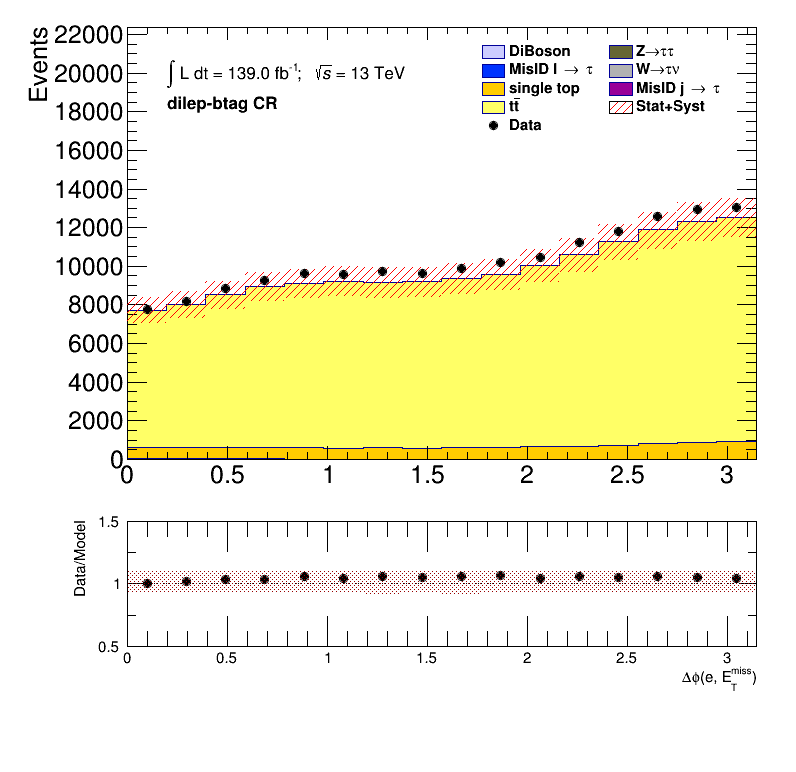 Events
22000
20000
18000
16000
14000
12000
10000
8000
6000
4000
2000
0
∫ L dt = 139.0 fb⁻¹; √s = 13 TeV
dilep-btag CR
DiBoson
MisID l → τ
single top
tt̄
Data
Z→ττ
W→τν
MisID j → τ
Stat+Syst
0 0.5 1 1.5 2 2.5 3
Data/Model
1.5
1
0.5
0 0.5 1 1.5 2 2.5 3
Δϕ(e, E_T^miss)